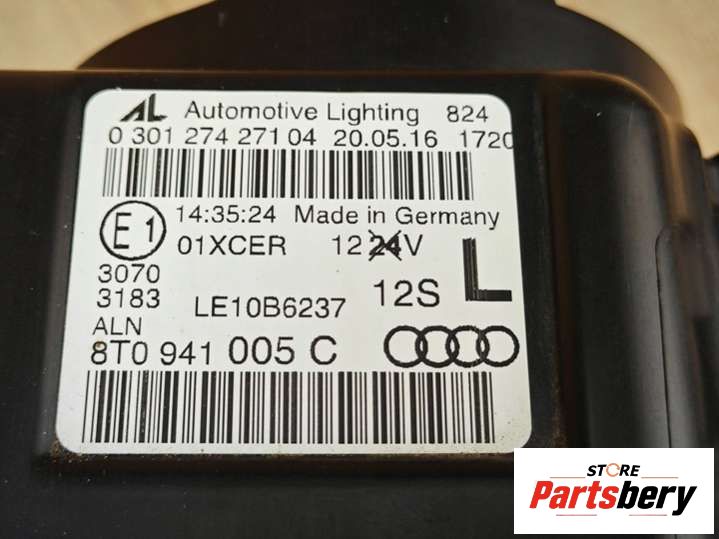 AL Automotive Lighting 824
0 301 274 271 04 20.05.16 1720
E1 14:35:24 Made in Germany
01XCER 12 24V
3070
3183 LE10B6237 12S L
ALN
8T0 941 005 C
STORE
Partsbery